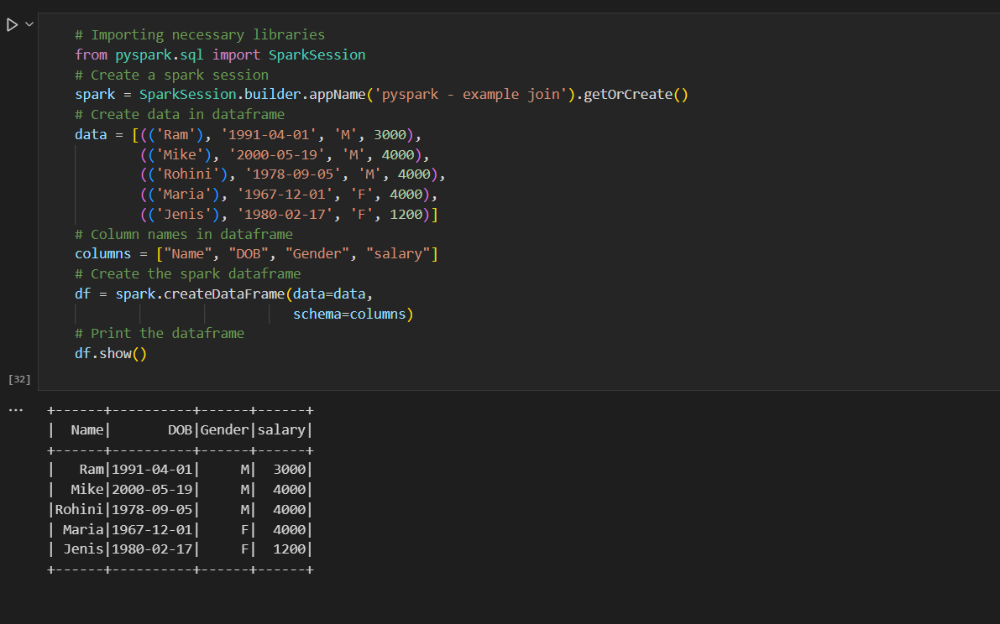 # Importing necessary libraries
from pyspark.sql import SparkSession
# Create a spark session
spark = SparkSession.builder.appName('pyspark - example join').getOrCreate()
# Create data in dataframe
data = [(('Ram'), '1991-04-01', 'M', 3000),
        (('Mike'), '2000-05-19', 'M', 4000),
        (('Rohini'), '1978-09-05', 'M', 4000),
        (('Maria'), '1967-12-01', 'F', 4000),
        (('Jenis'), '1980-02-17', 'F', 1200)]
# Column names in dataframe
columns = ["Name", "DOB", "Gender", "salary"]
# Create the spark dataframe
df = spark.createDataFrame(data=data,
                           schema=columns)
# Print the dataframe
df.show()
[32]
...
+------+----------+------+------+
|  Name|       DOB|Gender|salary|
+------+----------+------+------+
|   Ram|1991-04-01|     M|  3000|
|  Mike|2000-05-19|     M|  4000|
|Rohini|1978-09-05|     M|  4000|
| Maria|1967-12-01|     F|  4000|
| Jenis|1980-02-17|     F|  1200|
+------+----------+------+------+